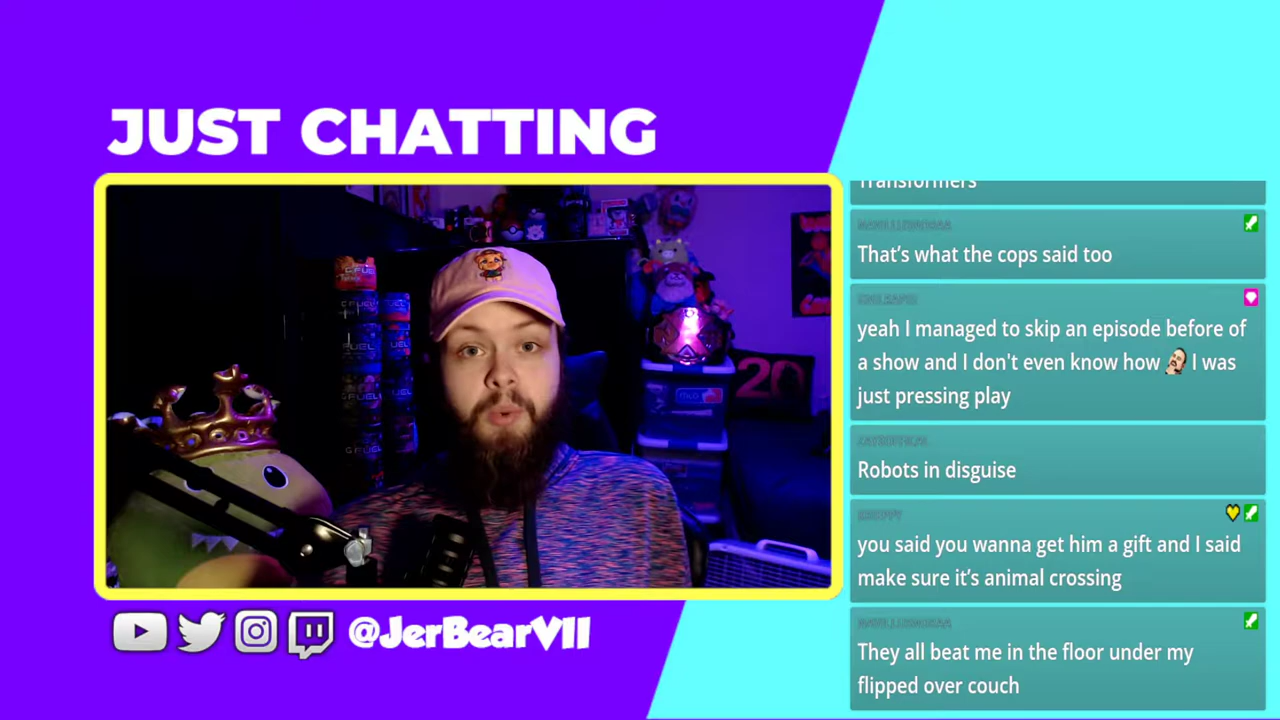 JUST CHATTING
Transformers
That's what the cops said too
yeah I managed to skip an episode before of
a show and I don't even know how I was
just pressing play
Robots in disguise
you said you wanna get him a gift and I said
make sure it's animal crossing
They all beat me in the floor under my
flipped over couch
G FUEL
FUEL
20
@JerBearVII